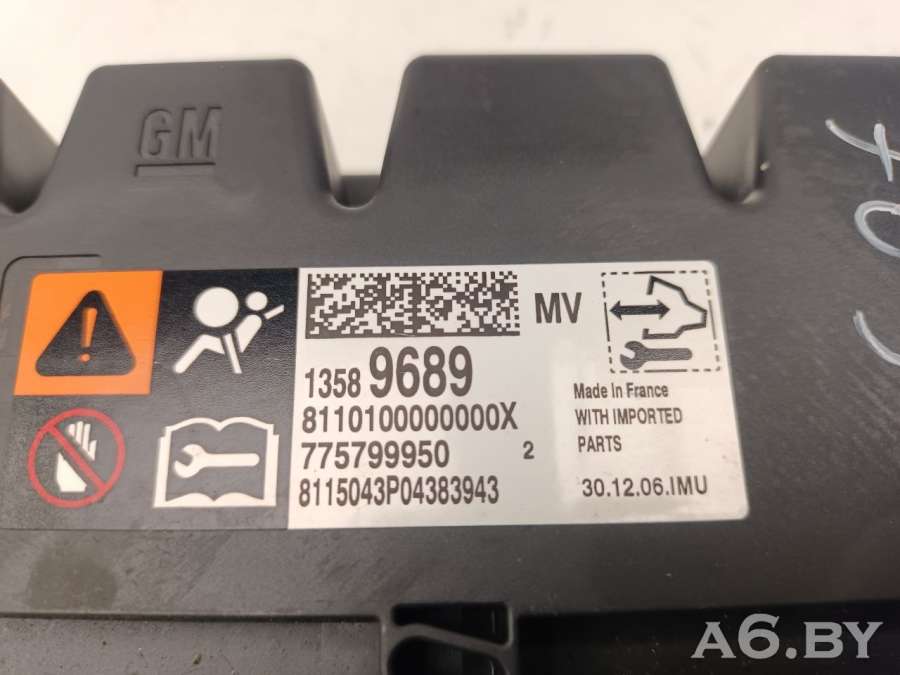 GM
MV
1358 9689
8110100000000X
775799950 2
8115043P04383943
Made In France
WITH IMPORTED
PARTS
30.12.06.IMU
A6.BY